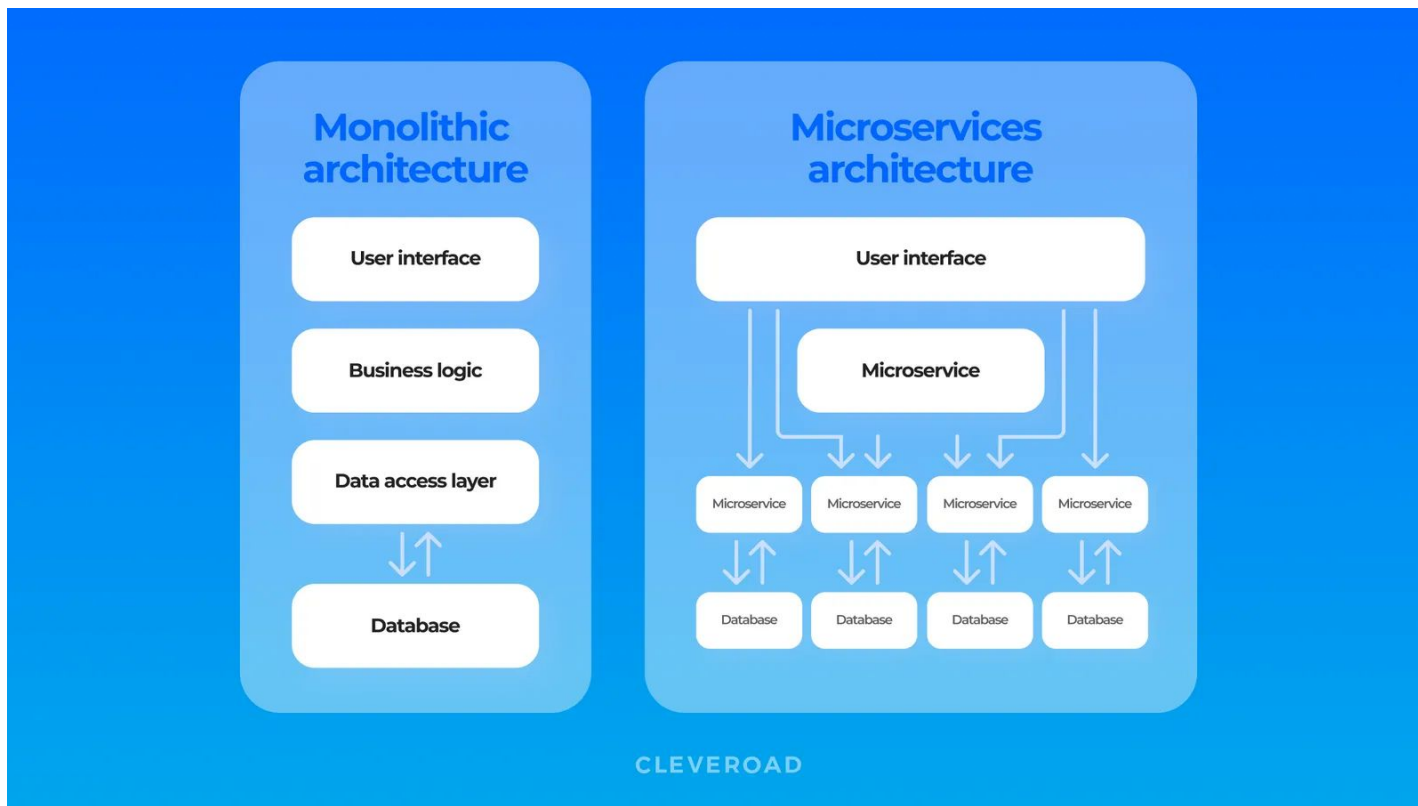 Monolithic
architecture
User interface
Business logic
Data access layer
Database
Microservices
architecture
User interface
Microservice
Microservice
Microservice
Microservice
Microservice
Database
Database
Database
Database
CLEVEROAD